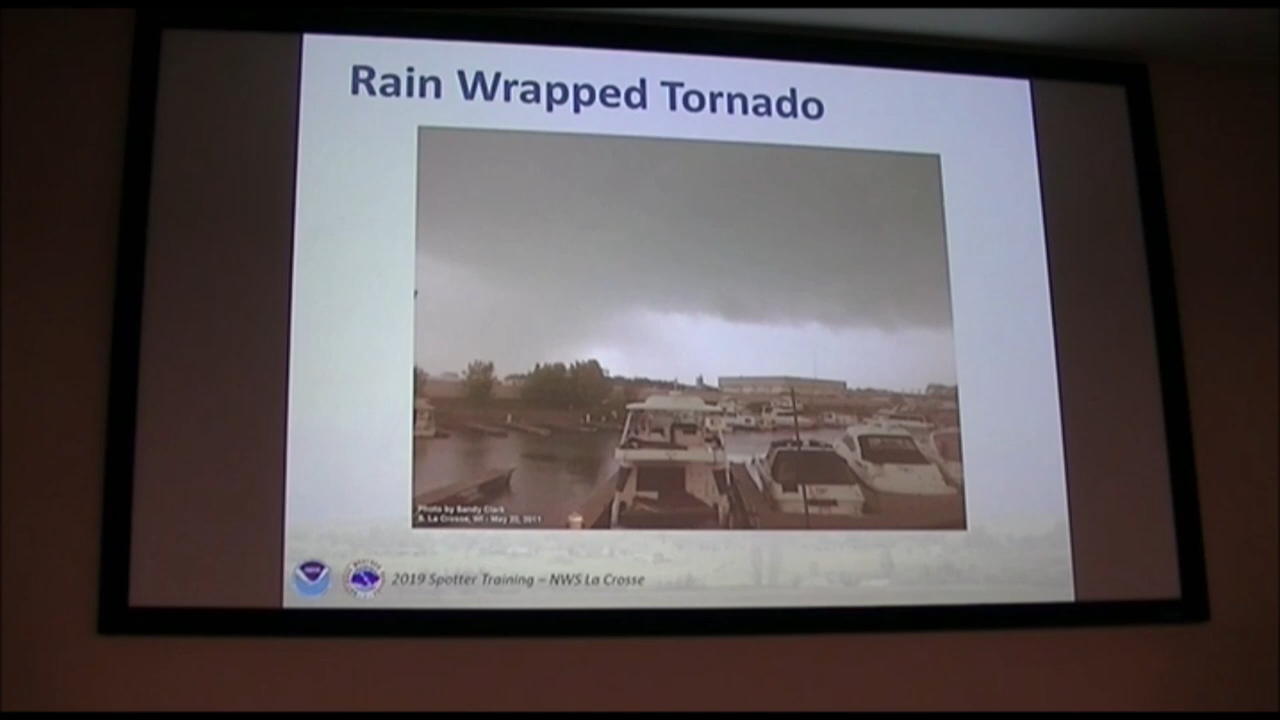 Rain Wrapped Tornado
Photo by Sandy Clark
S. La Crosse, WI - May 22, 2011
2019 Spotter Training – NWS La Crosse